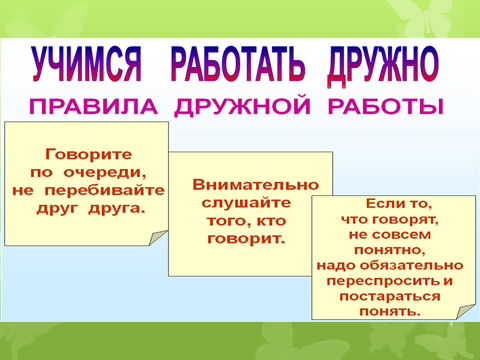 УЧИМСЯ РАБОТАТЬ ДРУЖНО
ПРАВИЛА ДРУЖНОЙ РАБОТЫ
Говорите
по очереди,
не перебивайте
друг друга.
Внимательно
слушайте
того, кто
говорит.
Если то,
что говорят,
не совсем
понятно,
надо обязательно
переспросить и
постараться
понять.